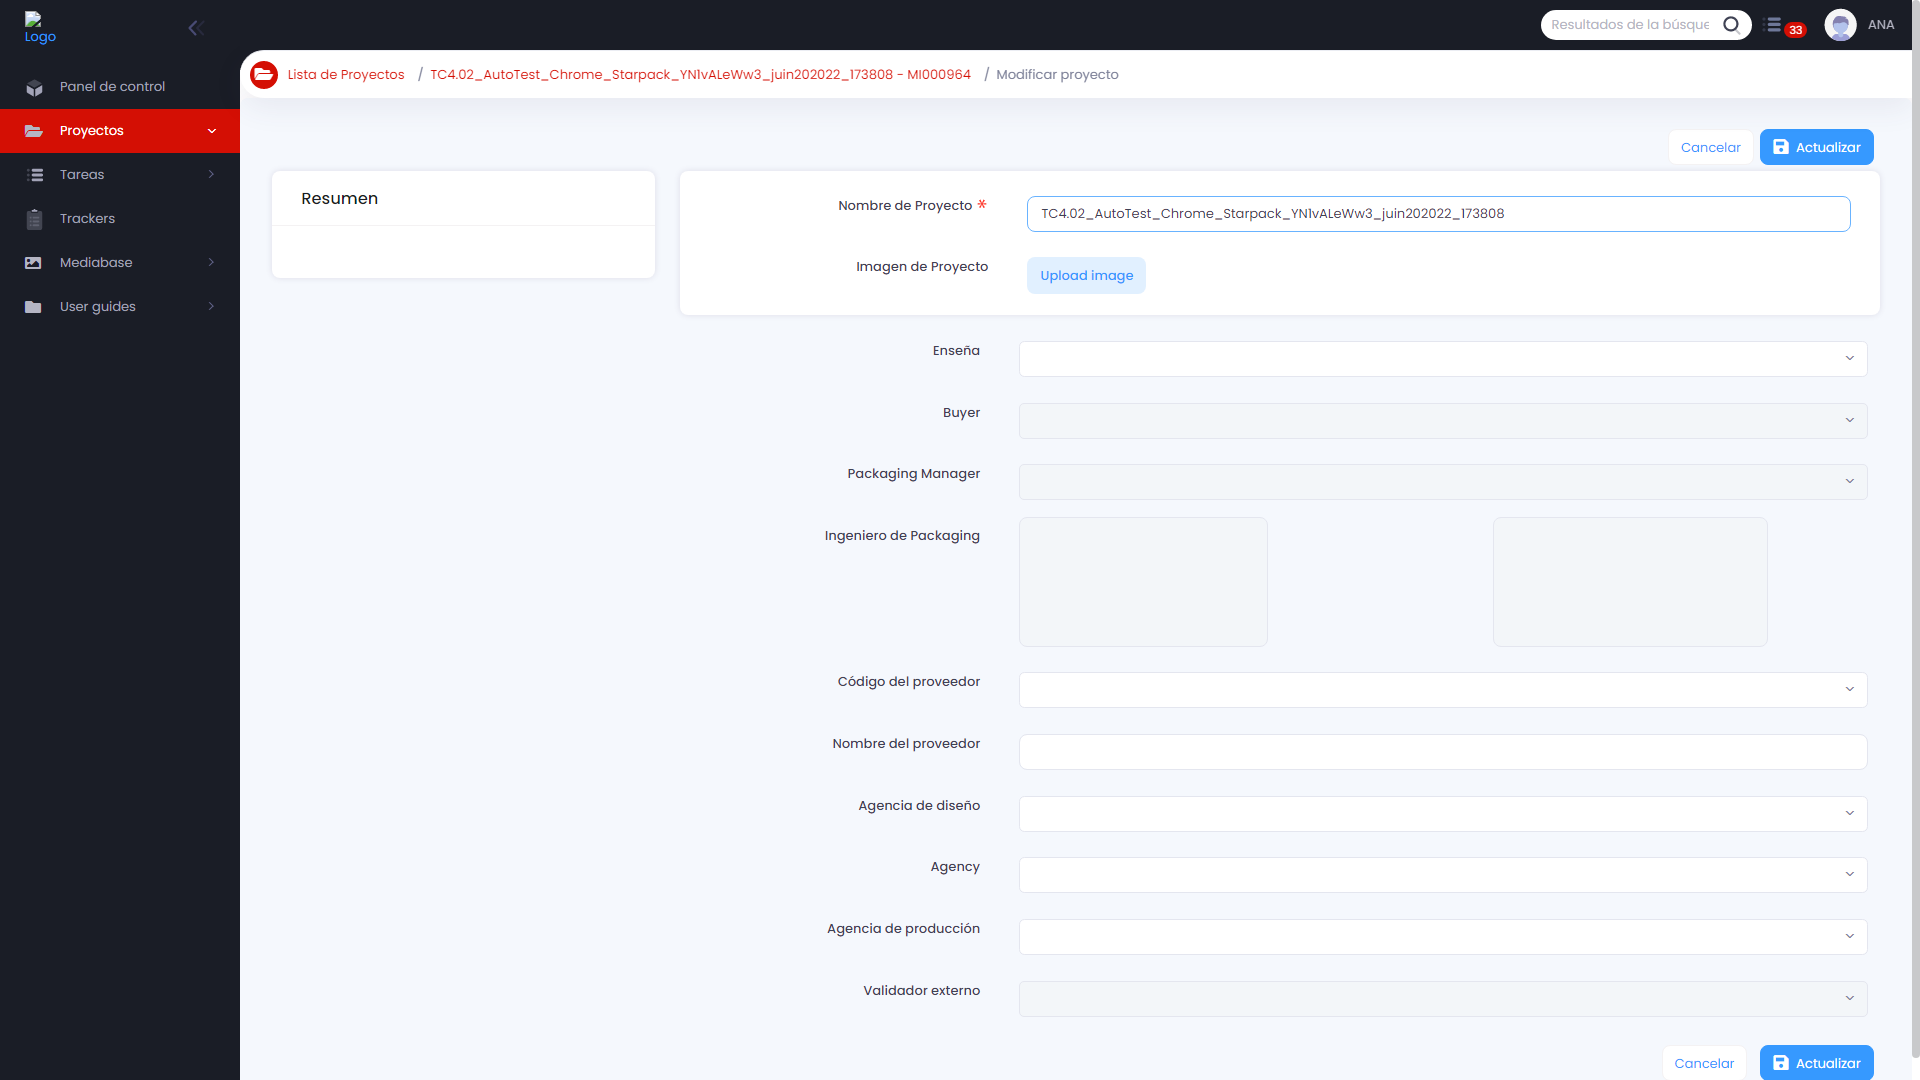 Logo
Resultados de la búsque
33
ANA
Panel de control
Proyectos
Tareas
Trackers
Mediabase
User guides
Lista de Proyectos / TC4.02_AutoTest_Chrome_Starpack_YN1vALeWw3_juin202022_173808 - MI000964 / Modificar proyecto
Cancelar
Actualizar
Resumen
Nombre de Proyecto *
TC4.02_AutoTest_Chrome_Starpack_YN1vALeWw3_juin202022_173808
Imagen de Proyecto
Upload image
Enseña
Buyer
Packaging Manager
Ingeniero de Packaging
Código del proveedor
Nombre del proveedor
Agencia de diseño
Agency
Agencia de producción
Validador externo
Cancelar
Actualizar